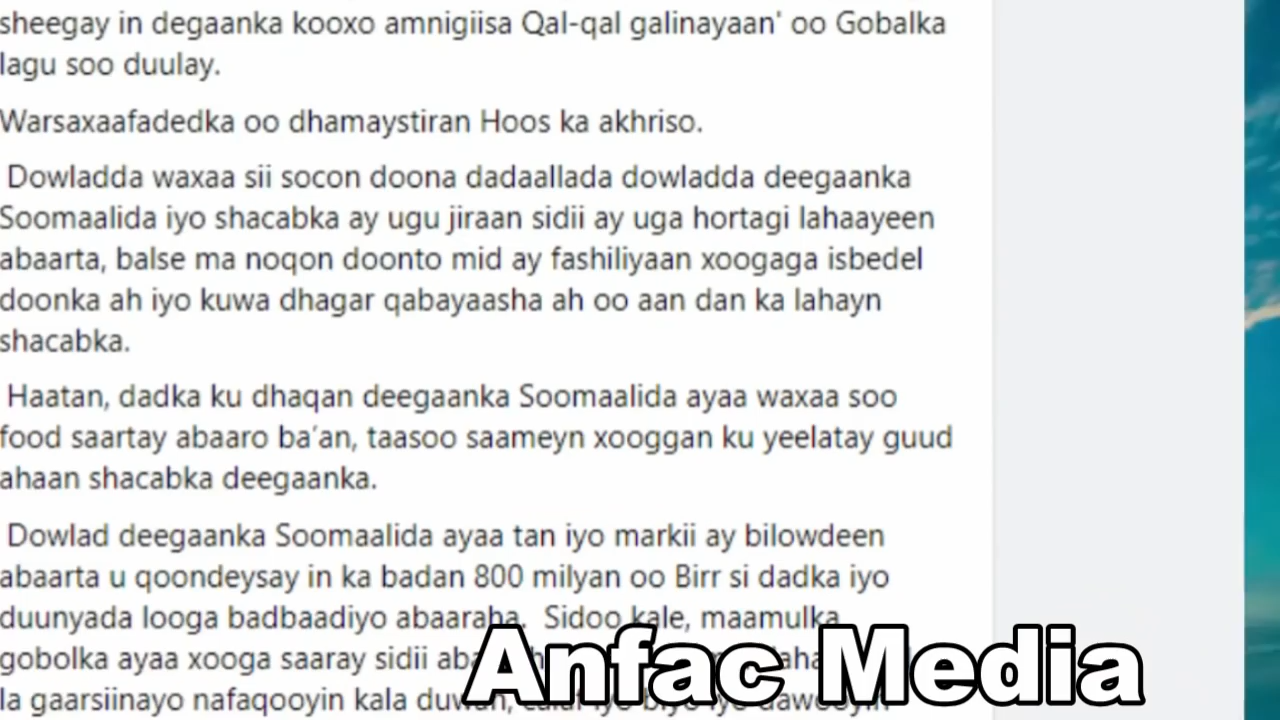 sheegay in degaanka kooxo amnigiisa Qal-qal galinayaan' oo Gobalka
lagu soo duulay.
Warsaxaafadedka oo dhamaystiran Hoos ka akhriso.
Dowladda waxaa sii socon doona dadaallada dowladda deegaanka
Soomaalida iyo shacabka ay ugu jiraan sidii ay uga hortagi lahaayeen
abaarta, balse ma noqon doonto mid ay fashiliyaan xoogaga isbedel
doonka ah iyo kuwa dhagar qabayaasha ah oo aan dan ka lahayn
shacabka.
Haatan, dadka ku dhaqan deegaanka Soomaalida ayaa waxaa soo
food saartay abaaro ba’an, taasoo saameyn xooggan ku yeelatay guud
ahaan shacabka deegaanka.
Dowlad deegaanka Soomaalida ayaa tan iyo markii ay bilowdeen
abaarta u qoondeysay in ka badan 800 milyan oo Birr si dadka iyo
duunyada looga badbaadiyo abaaraha. Sidoo kale, maamulka
gobolka ayaa xooga saaray sidii
la gaarsiinayo nafaqooyin kala duwan, iyo biyo iyo dawooyin
Anfac Media